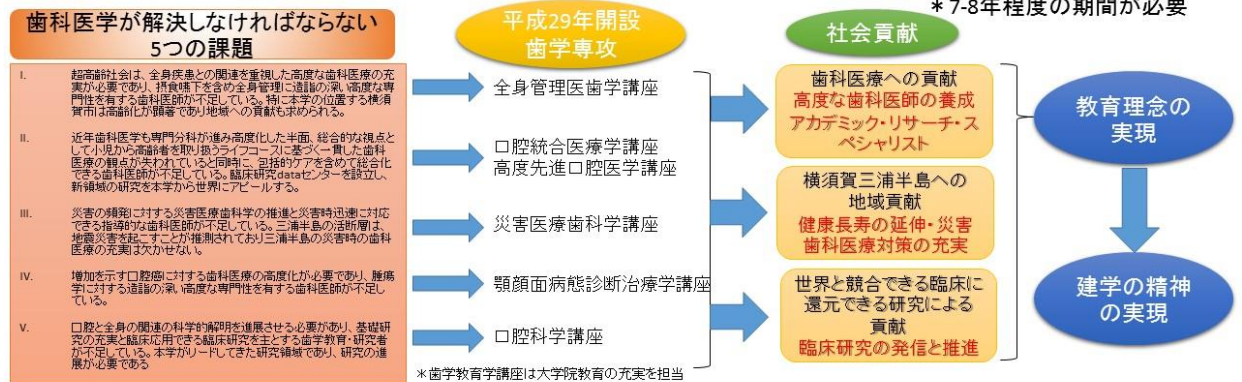 ＊7-8年程度の期間が必要
歯科医学が解決しなければならない
5つの課題
I. 超高齢社会は、全身疾患との関連を重視した高度な歯科医療の充
実が必要であり、摂食嚥下を含め全身管理に造詣の深い高度な専
門性を有する歯科医師が不足している。特に本学の位置する横須
賀市は高齢化が顕著であり地域への貢献も求められる。
II. 近年歯科医学も専門分科が進み高度化した半面、総合的な視点と
して小児から高齢者を取り扱うライフコースに基づく一貫した歯科
医療の観点が失われていると同時に、包括的ケアを含めて総合化
できる歯科医師が不足している。臨床研究dataセンターを設立し、
新領域の研究を本学から世界にアピールする。
III. 災害の頻発に対する災害医療歯科学の推進と災害時迅速に対応
できる指導的な歯科医師が不足している。三浦半島の活断層は、
地震災害を起こすことが推測されており三浦半島の災害時の歯科
医療の充実は欠かせない。
IV. 増加を示す口腔癌に対する歯科医療の高度化が必要であり、腫瘍
学に対する造詣の深い高度な専門性を有する歯科医師が不足し
ている。
V. 口腔と全身の関連の科学的解明を進展させる必要があり、基礎研
究の充実と臨床応用できる臨床研究を主とする歯学教育・研究者
が不足している。本学がリードしてきた研究領域であり、研究の進
展が必要である
平成29年開設
歯学専攻
全身管理医歯学講座
口腔統合医療学講座
高度先進口腔医学講座
災害医療歯科学講座
顎顔面病態診断治療学講座
口腔科学講座
＊歯学教育学講座は大学院教育の充実を担当
社会貢献
歯科医療への貢献
高度な歯科医師の養成
アカデミック・リサーチ・ス
ペシャリスト
横須賀三浦半島への
地域貢献
健康長寿の延伸・災害
歯科医療対策の充実
世界と競合できる臨床に
還元できる研究による
貢献
臨床研究の発信と推進
教育理念の
実現
建学の精神
の実現